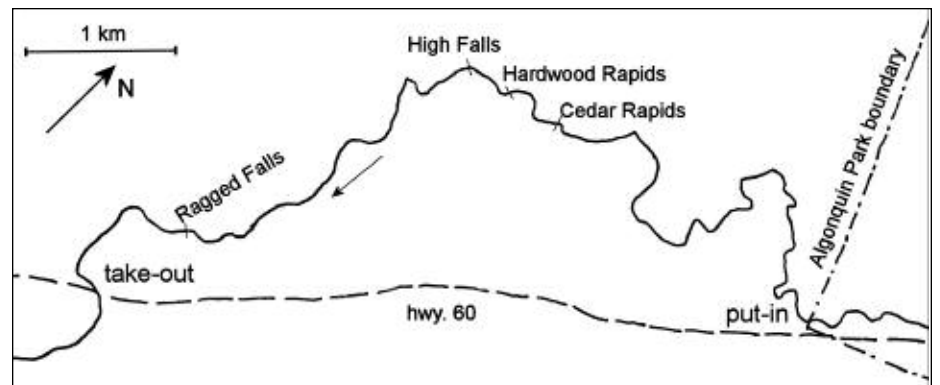 1 km
N
High Falls
Hardwood Rapids
Cedar Rapids
Ragged Falls
Algonquin Park boundary
take-out
hwy. 60
put-in